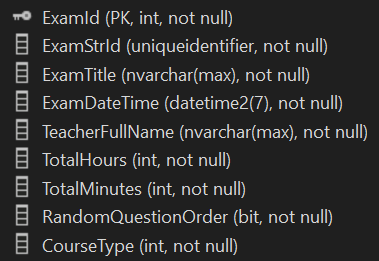 ExamId (PK, int, not null)
ExamStrId (uniqueidentifier, not null)
ExamTitle (nvarchar(max), not null)
ExamDateTime (datetime2(7), not null)
TeacherFullName (nvarchar(max), not null)
TotalHours (int, not null)
TotalMinutes (int, not null)
RandomQuestionOrder (bit, not null)
CourseType (int, not null)